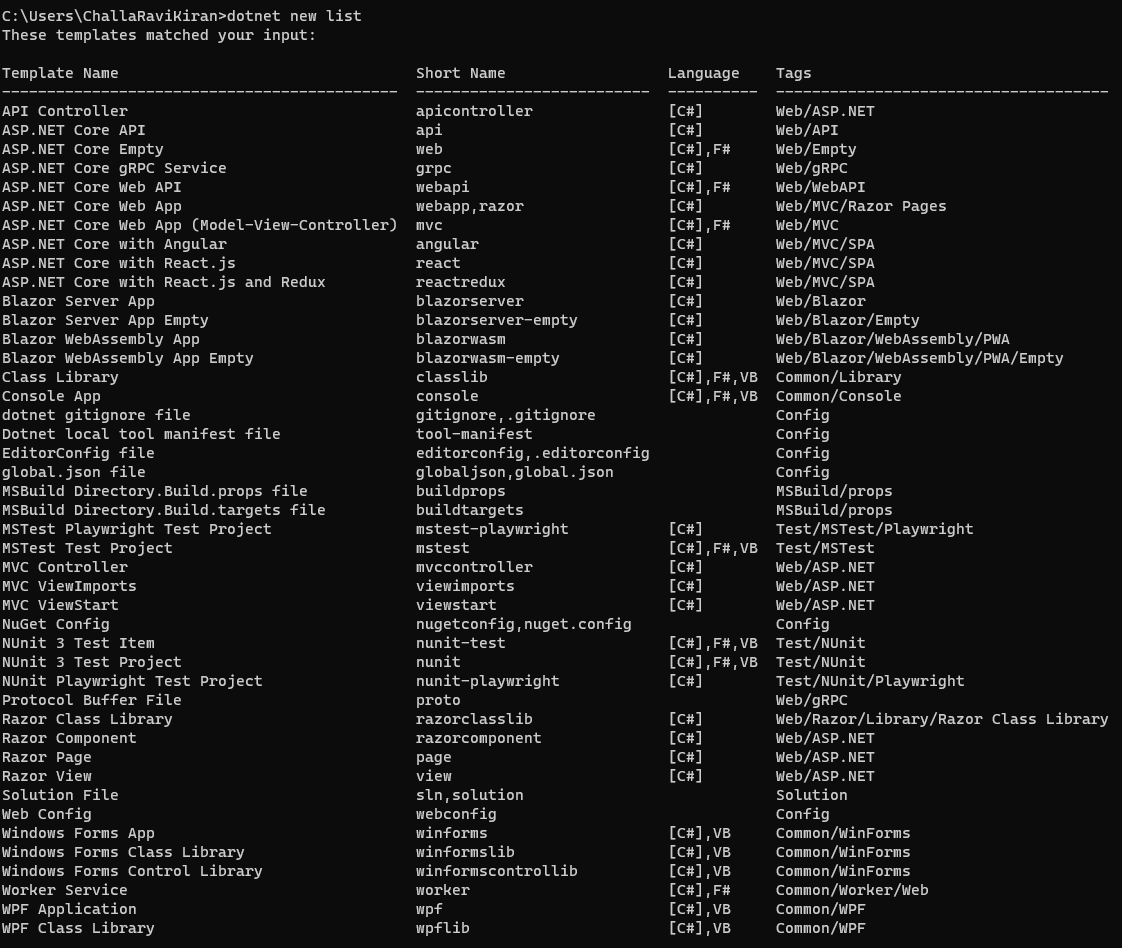 C:\Users\ChallaRaviKiran>dotnet new list
These templates matched your input:

Template Name                                 Short Name                  Language    Tags
--------------------------------------------  --------------------------  ----------  -------------------------------------
API Controller                                apicontroller               [C#]        Web/ASP.NET
ASP.NET Core API                              api                         [C#]        Web/API
ASP.NET Core Empty                            web                         [C#],F#     Web/Empty
ASP.NET Core gRPC Service                     grpc                        [C#]        Web/gRPC
ASP.NET Core Web API                          webapi                      [C#],F#     Web/WebAPI
ASP.NET Core Web App                          webapp,razor                [C#]        Web/MVC/Razor Pages
ASP.NET Core Web App (Model-View-Controller)  mvc                         [C#],F#     Web/MVC
ASP.NET Core with Angular                     angular                     [C#]        Web/MVC/SPA
ASP.NET Core with React.js                    react                       [C#]        Web/MVC/SPA
ASP.NET Core with React.js and Redux          reactredux                  [C#]        Web/MVC/SPA
Blazor Server App                             blazorserver                [C#]        Web/Blazor
Blazor Server App Empty                       blazorserver-empty          [C#]        Web/Blazor/Empty
Blazor WebAssembly App                        blazorwasm                  [C#]        Web/Blazor/WebAssembly/PWA
Blazor WebAssembly App Empty                  blazorwasm-empty            [C#]        Web/Blazor/WebAssembly/PWA/Empty
Class Library                                 classlib                    [C#],F#,VB  Common/Library
Console App                                   console                     [C#],F#,VB  Common/Console
dotnet gitignore file                         gitignore,.gitignore                    Config
Dotnet local tool manifest file               tool-manifest                           Config
EditorConfig file                             editorconfig,.editorconfig              Config
global.json file                              globaljson,global.json                  Config
MSBuild Directory.Build.props file            buildprops                              MSBuild/props
MSBuild Directory.Build.targets file          buildtargets                            MSBuild/props
MSTest Playwright Test Project                mstest-playwright           [C#]        Test/MSTest/Playwright
MSTest Test Project                           mstest                      [C#],F#,VB  Test/MSTest
MVC Controller                                mvccontroller               [C#]        Web/ASP.NET
MVC ViewImports                               viewimports                 [C#]        Web/ASP.NET
MVC ViewStart                                 viewstart                   [C#]        Web/ASP.NET
NuGet Config                                  nugetconfig,nuget.config                Config
NUnit 3 Test Item                             nunit-test                  [C#],F#,VB  Test/NUnit
NUnit 3 Test Project                          nunit                       [C#],F#,VB  Test/NUnit
NUnit Playwright Test Project                 nunit-playwright            [C#]        Test/NUnit/Playwright
Protocol Buffer File                          proto                                   Web/gRPC
Razor Class Library                           razorclasslib               [C#]        Web/Razor/Library/Razor Class Library
Razor Component                               razorcomponent              [C#]        Web/ASP.NET
Razor Page                                    page                        [C#]        Web/ASP.NET
Razor View                                    view                        [C#]        Web/ASP.NET
Solution File                                 sln,solution                            Solution
Web Config                                    webconfig                               Config
Windows Forms App                             winforms                    [C#],VB     Common/WinForms
Windows Forms Class Library                   winformslib                 [C#],VB     Common/WinForms
Windows Forms Control Library                 winformscontrollib          [C#],VB     Common/WinForms
Worker Service                                worker                      [C#],F#     Common/Worker/Web
WPF Application                               wpf                         [C#],VB     Common/WPF
WPF Class Library                             wpflib                      [C#],VB     Common/WPF